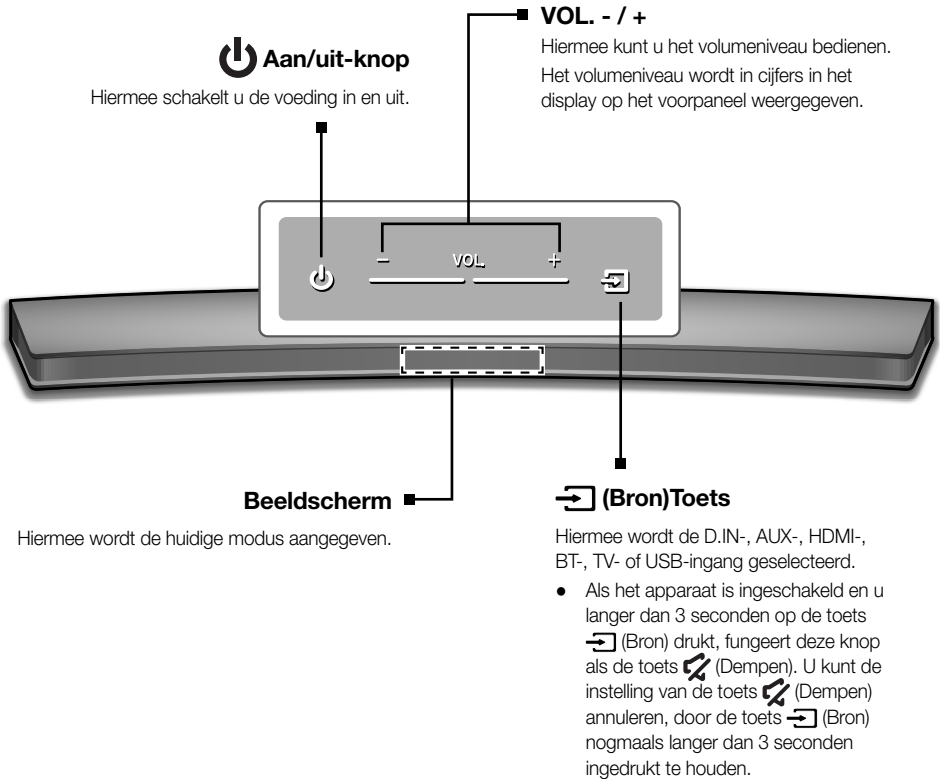 VOL. - / +
Hiermee kunt u het volumeniveau bedienen.
Het volumeniveau wordt in cijfers in het
display op het voorpaneel weergegeven.
Aan/uit-knop
Hiermee schakelt u de voeding in en uit.
- VOL. +
Beeldscherm
Hiermee wordt de huidige modus aangegeven.
(Bron)Toets
Hiermee wordt de D.IN-, AUX-, HDMI-,
BT-, TV- of USB-ingang geselecteerd.
● Als het apparaat is ingeschakeld en u
langer dan 3 seconden op de toets
(Bron) drukt, fungeert deze knop
als de toets (Dempen). U kunt de
instelling van de toets (Dempen)
annuleren, door de toets (Bron)
nogmaals langer dan 3 seconden
ingedrukt te houden.